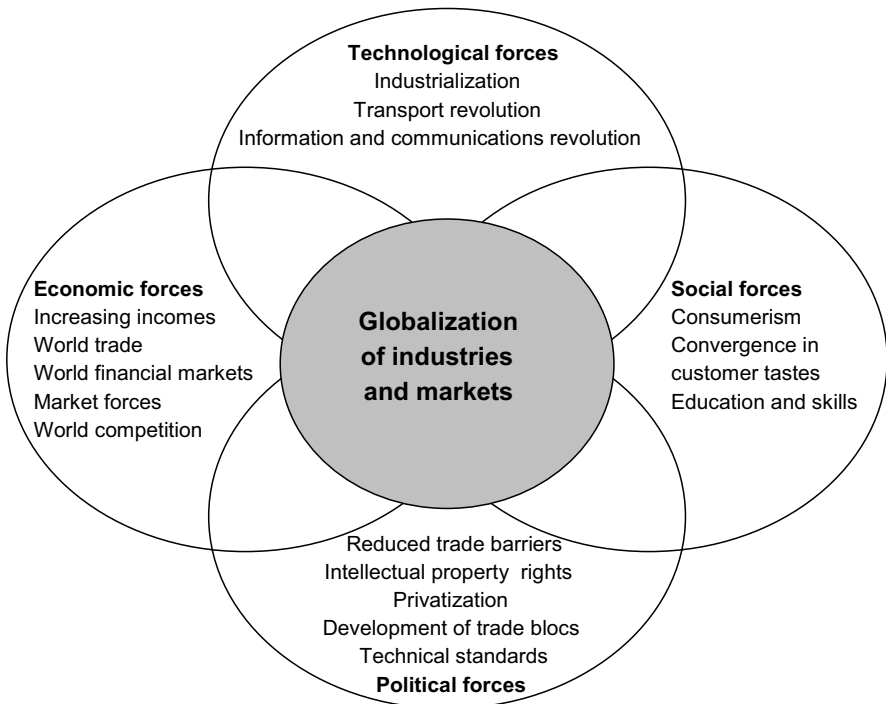 Technological forces
Industrialization
Transport revolution
Information and communications revolution
Economic forces
Increasing incomes
World trade
World financial markets
Market forces
World competition
Globalization
of industries
and markets
Social forces
Consumerism
Convergence in
customer tastes
Education and skills
Reduced trade barriers
Intellectual property rights
Privatization
Development of trade blocs
Technical standards
Political forces